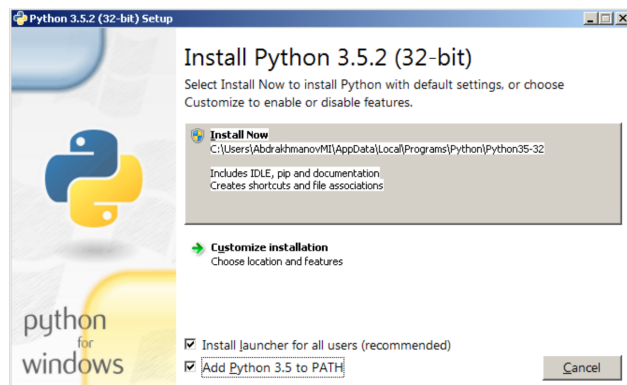 Python 3.5.2 (32-bit) Setup
Install Python 3.5.2 (32-bit)
Select Install Now to install Python with default settings, or choose
Customize to enable or disable features.
Install Now
C:\Users\AbdrakhmanovMI\AppData\Local\Programs\Python\Python35-32
Includes IDLE, pip and documentation
Creates shortcuts and file associations
Customize installation
Choose location and features
python
for
windows
Install launcher for all users (recommended)
Add Python 3.5 to PATH
Cancel